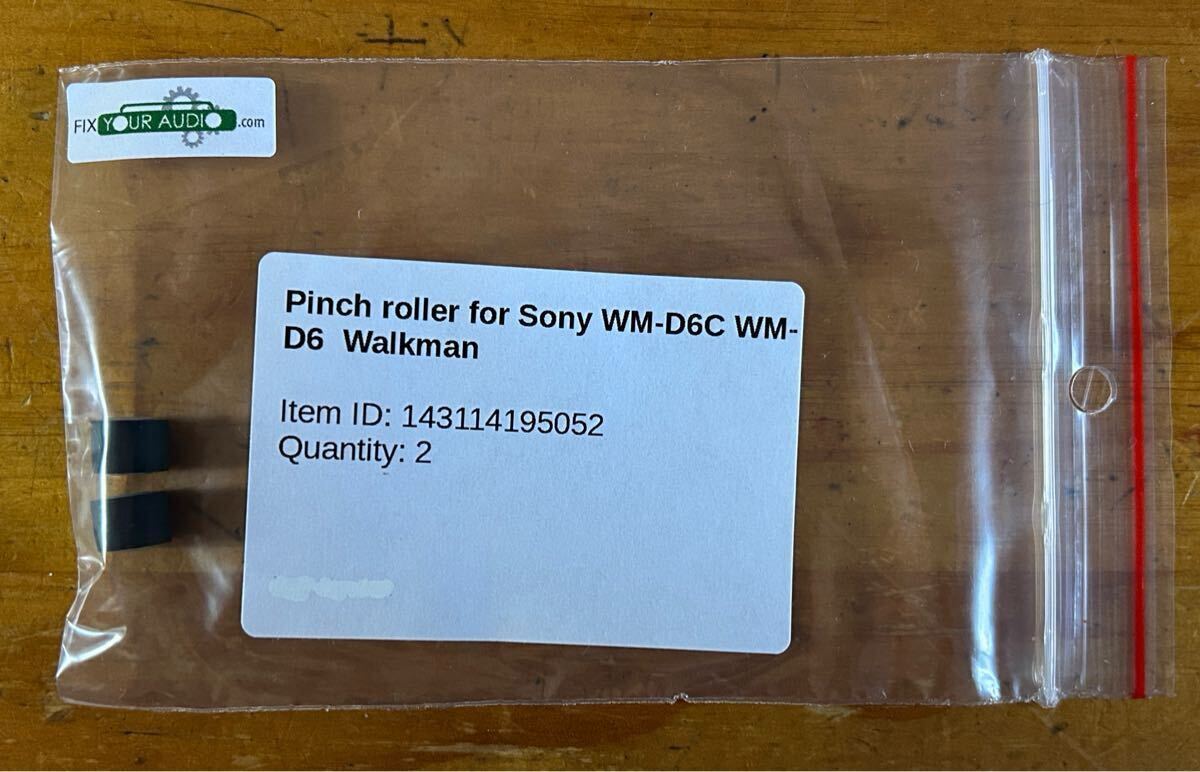 FIX YOUR AUDIO .com
Pinch roller for Sony WM-D6C WM-
D6 Walkman
Item ID: 143114195052
Quantity: 2